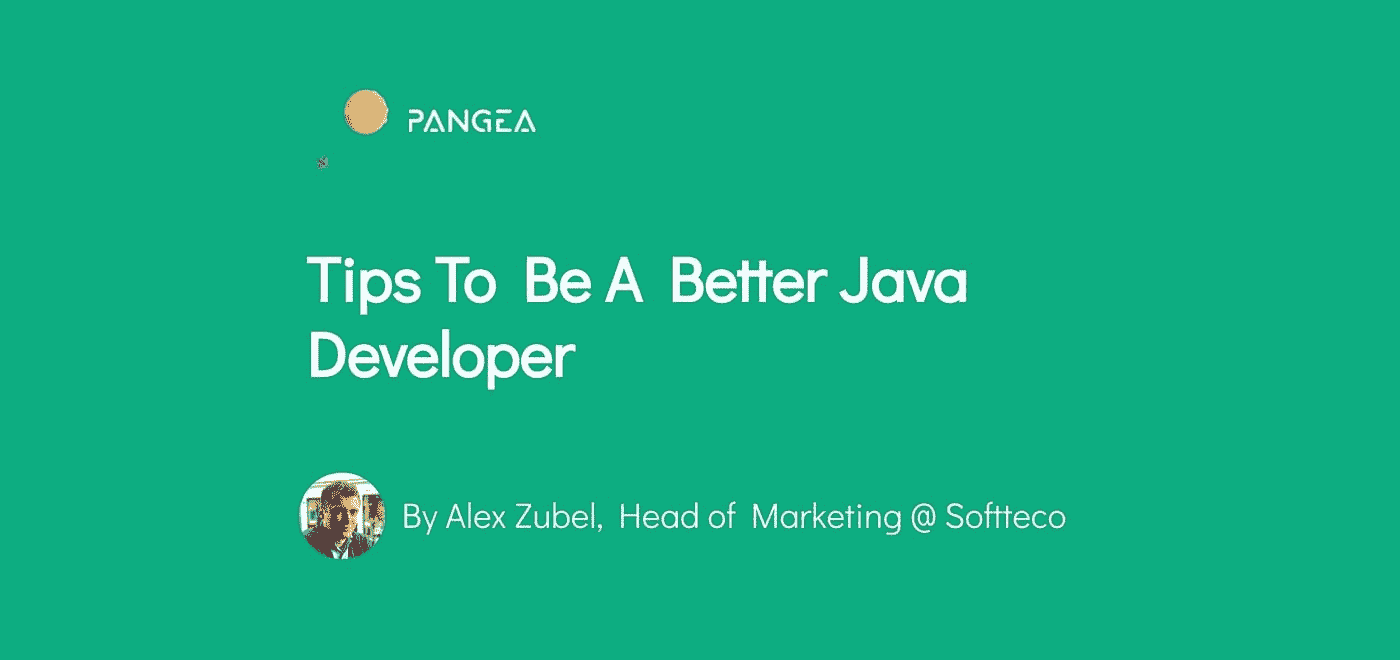 PANGEA
Tips To Be A Better Java
Developer
By Alex Zubel, Head of Marketing @ Softteco